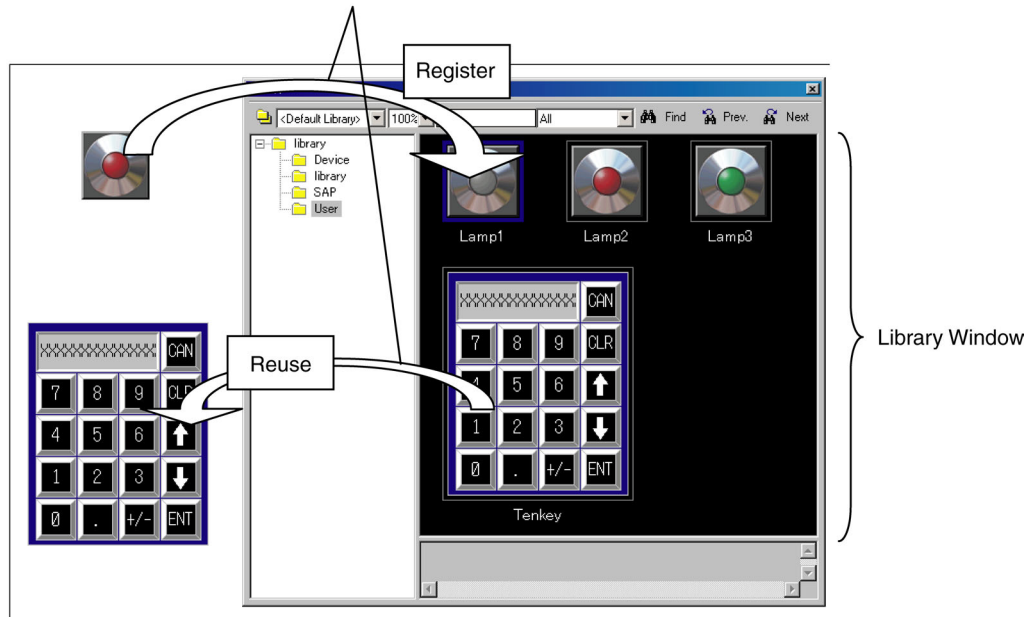 Register
<Default Library> 100% All Find Prev. Next
library
Device
library
SAP
User
Lamp1 Lamp2 Lamp3
XXXXXXXXXXX CAN
7 8 9 CLR
4 5 6
1 2 3
0 . +/- ENT
Tenkey
Reuse
XXXXXXXXXXX CAN
7 8 9 CLR
4 5 6
1 2 3
0 . +/- ENT
Library Window